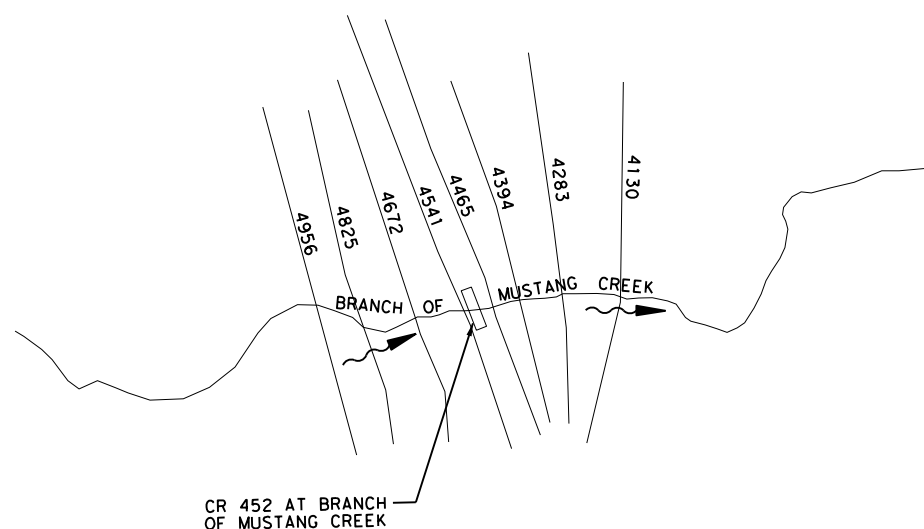 4956
4825
4672
4541
4465
4394
4283
4130
BRANCH OF MUSTANG CREEK
CR 452 AT BRANCH
OF MUSTANG CREEK